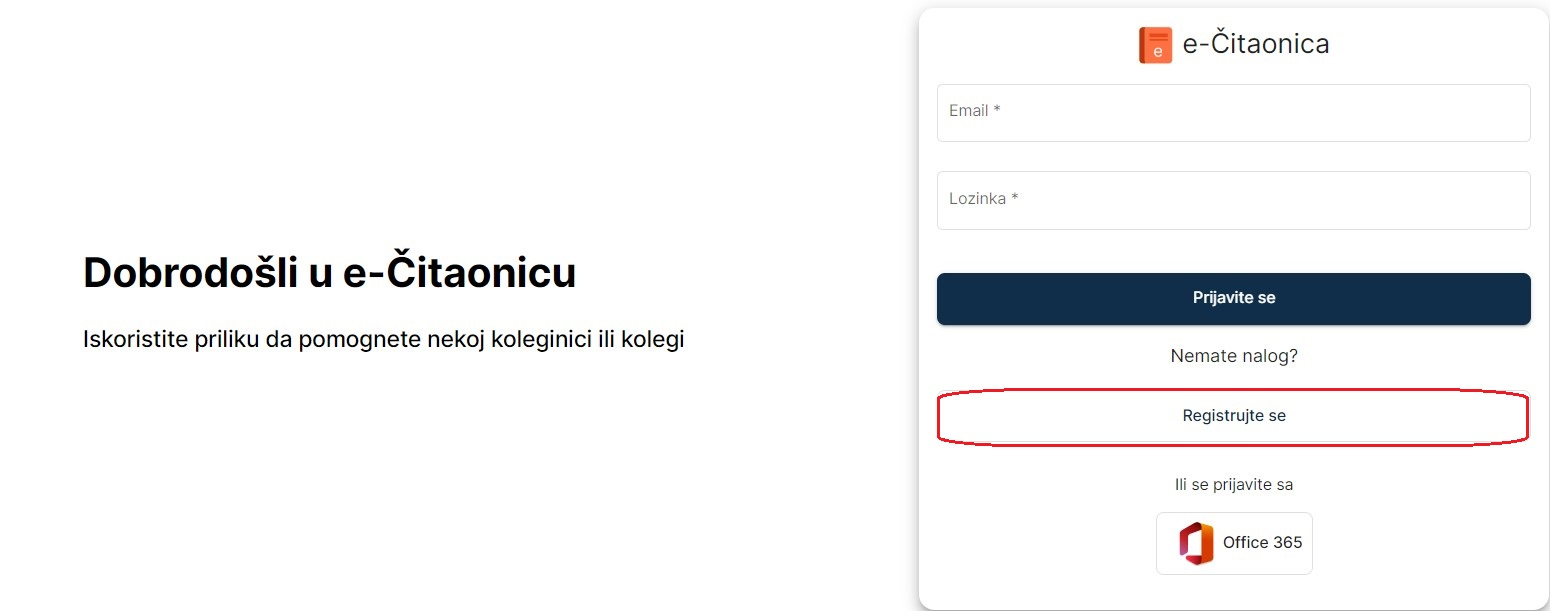 e
e-Čitaonica
Email *
Lozinka *
Dobrodošli u e-Čitaonicu
Iskoristite priliku da pomognete nekoj koleginici ili kolegi
Prijavite se
Nemate nalog?
Registrujte se
Ili se prijavite sa
Office 365